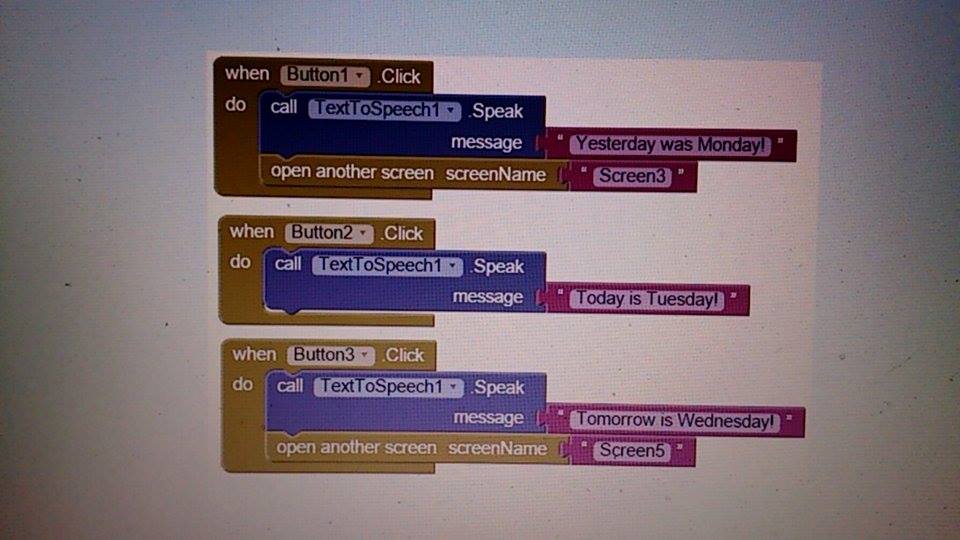 when Button1 .Click
do call TextToSpeech1 .Speak
message " Yesterday was Monday! "
open another screen screenName " Screen3 "
when Button2 .Click
do call TextToSpeech1 .Speak
message " Today is Tuesday! "
when Button3 .Click
do call TextToSpeech1 .Speak
message " Tomorrow is Wednesday! "
open another screen screenName " Screen5 "